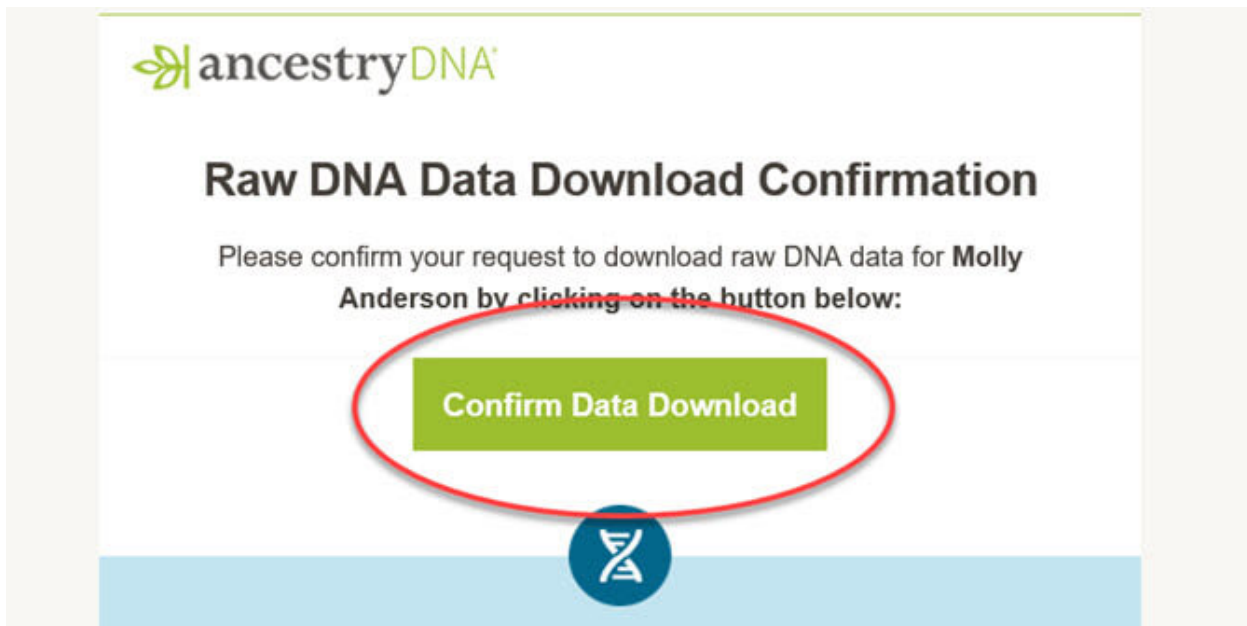 ancestryDNA
Raw DNA Data Download Confirmation
Please confirm your request to download raw DNA data for Molly
Anderson by clicking on the button below:
Confirm Data Download